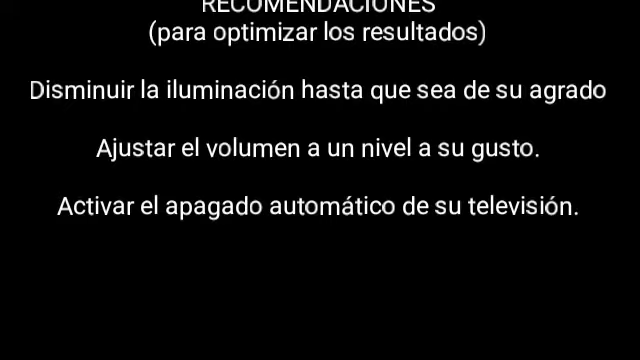 RECOMENDACIONES
(para optimizar los resultados)
Disminuir la iluminación hasta que sea de su agrado
Ajustar el volumen a un nivel a su gusto.
Activar el apagado automático de su televisión.